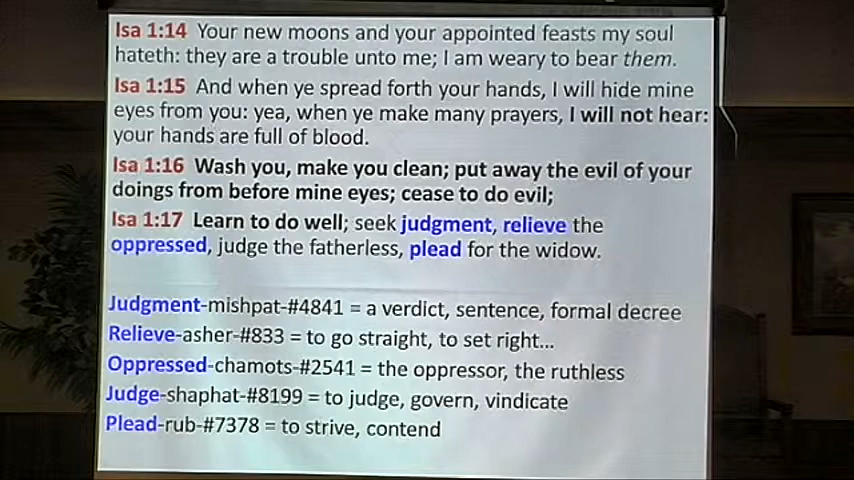 Isa 1:14 Your new moons and your appointed feasts my soul
hateth: they are a trouble unto me; I am weary to bear them.
Isa 1:15 And when ye spread forth your hands, I will hide mine
eyes from you: yea, when ye make many prayers, I will not hear:
your hands are full of blood.
Isa 1:16 Wash you, make you clean; put away the evil of your
doings from before mine eyes; cease to do evil;
Isa 1:17 Learn to do well; seek judgment, relieve the
oppressed, judge the fatherless, plead for the widow.
Judgment-mishpat-#4841 = a verdict, sentence, formal decree
Relieve-asher-#833 = to go straight, to set right...
Oppressed-chamots-#2541 = the oppressor, the ruthless
Judge-shaphat-#8199 = to judge, govern, vindicate
Plead-rub-#7378 = to strive, contend